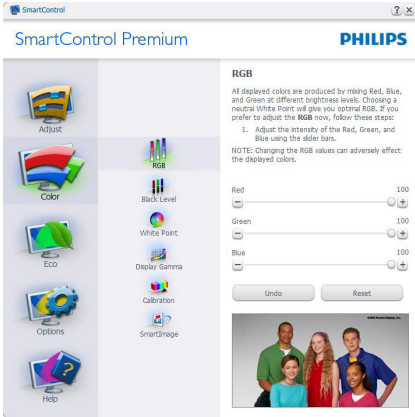 SmartControl
SmartControl Premium
PHILIPS
Adjust
Color
Eco
Options
Help
RGB
Black Level
White Point
Display Gamma
Calibration
SmartImage
RGB
All displayed colors are produced by mixing Red, Blue,
and Green at different brightness levels. Choosing a
neutral White Point will give you optimal RGB. If you
prefer to adjust the RGB now, follow these steps:
1. Adjust the intensity of the Red, Green, and
Blue using the slider bars.
NOTE: Changing the RGB values can adversely effect
the displayed colors.
Red 100
Green 100
Blue 100
Undo Reset